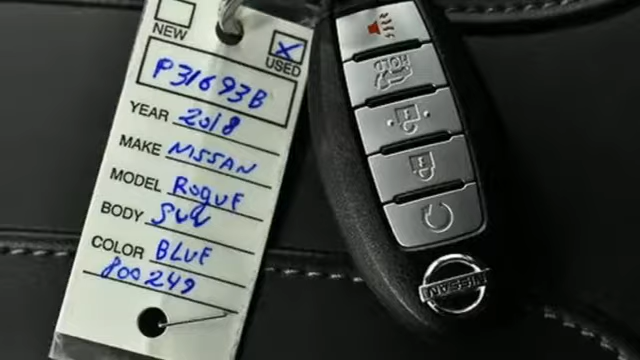 NEW
USED
P31693B
YEAR 2018
MAKE NISSAN
MODEL ROGUE
BODY SUV
COLOR BLUE
800249
NISSAN